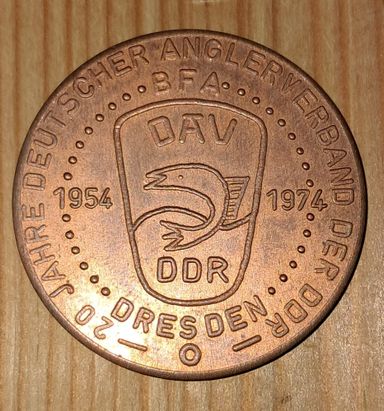 20 JAHRE DEUTSCHER ANGLERVERBAND DER DDR
BFA
DAV
1954 1974
DDR
DRESDEN